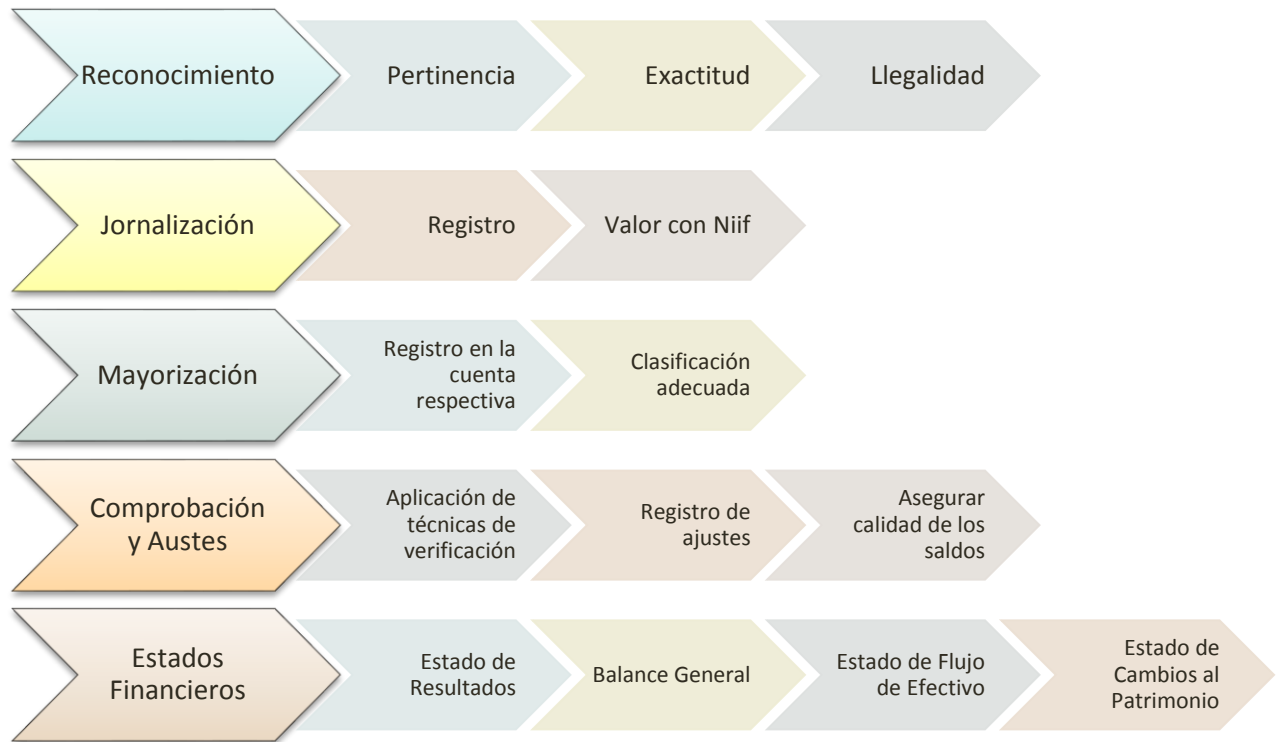 Reconocimiento
Pertinencia
Exactitud
Llegalidad
Jornalización
Registro
Valor con Niif
Mayorización
Registro en la
cuenta
respectiva
Clasificación
adecuada
Comprobación
y Austes
Aplicación de
técnicas de
verificación
Registro de
ajustes
Asegurar
calidad de los
saldos
Estados
Financieros
Estado de
Resultados
Balance General
Estado de Flujo
de Efectivo
Estado de
Cambios al
Patrimonio